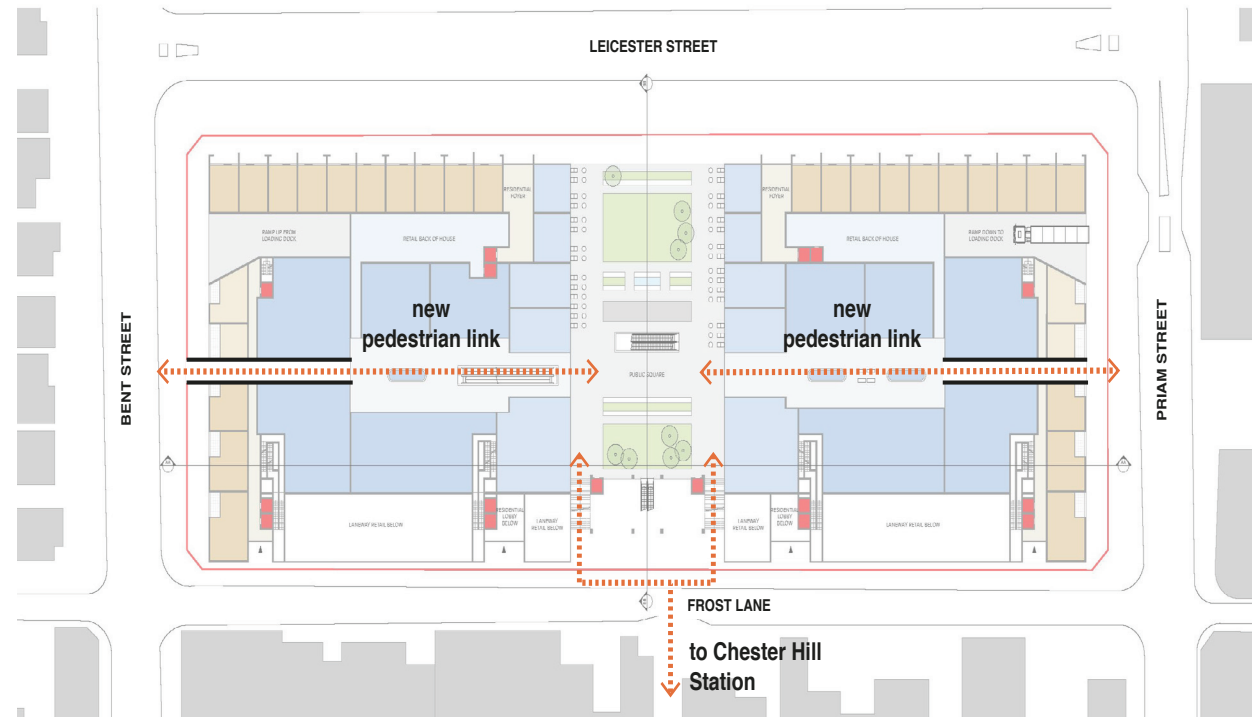 LEICESTER STREET
RESIDENTIAL
FOYER
RESIDENTIAL
FOYER
RAMP UP FROM
LOADING DOCK
RETAIL BACK OF HOUSE
RETAIL BACK OF HOUSE
RAMP DOWN TO
LOADING DOCK
new
pedestrian link
new
pedestrian link
BENT STREET
PUBLIC SQUARE
PRIAM STREET
LANEWAY RETAIL BELOW
RESIDENTIAL
LOBBY
BELOW
LANEWAY
RETAIL BELOW
LANEWAY
RETAIL BELOW
RESIDENTIAL
LOBBY
BELOW
LANEWAY RETAIL BELOW
FROST LANE
to Chester Hill
Station